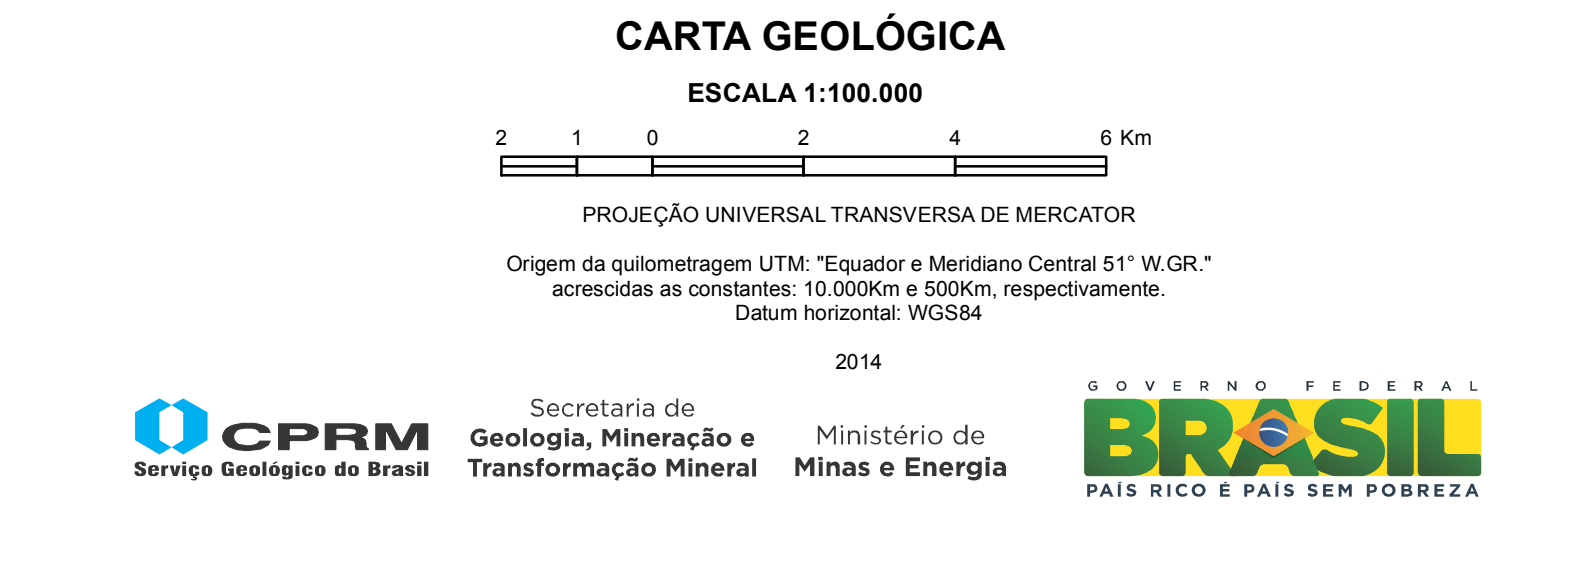 CARTA GEOLÓGICA
ESCALA 1:100.000
2 1 0 2 4 6 Km
PROJEÇÃO UNIVERSAL TRANSVERSA DE MERCATOR
Origem da quilometragem UTM: "Equador e Meridiano Central 51° W.GR."
acrescidas as constantes: 10.000Km e 500Km, respectivamente.
Datum horizontal: WGS84
2014
CPRM
Serviço Geológico do Brasil
Secretaria de
Geologia, Mineração e
Transformação Mineral
Ministério de
Minas e Energia
GOVERNO FEDERAL
BRASIL
PAÍS RICO É PAÍS SEM POBREZA